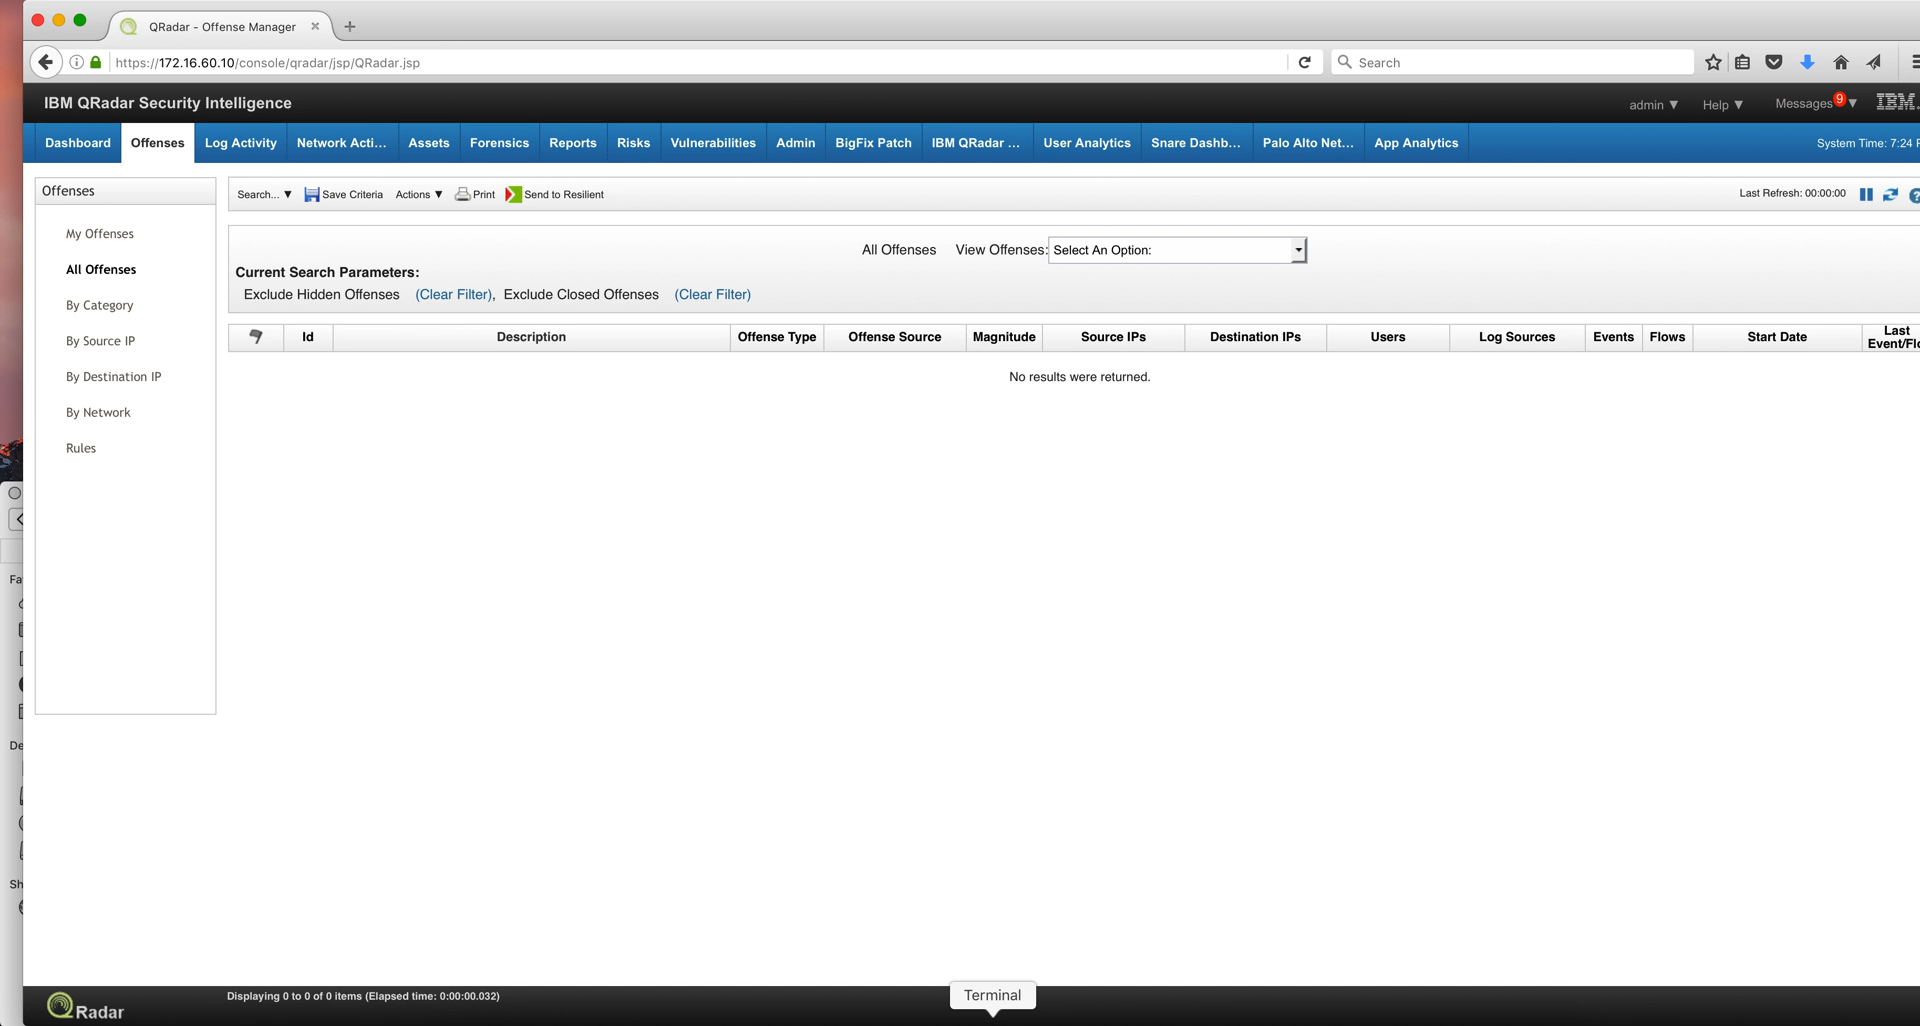 QRadar - Offense Manager
https://172.16.60.10/console/qradar/jsp/QRadar.jsp
Search
IBM QRadar Security Intelligence
admin ▼ Help ▼ Messages 9 ▼ IBM
Dashboard Offenses Log Activity Network Acti... Assets Forensics Reports Risks Vulnerabilities Admin BigFix Patch IBM QRadar ... User Analytics Snare Dashb... Palo Alto Net... App Analytics System Time: 7:24
Offenses
My Offenses
All Offenses
By Category
By Source IP
By Destination IP
By Network
Rules
Search... ▼ Save Criteria Actions ▼ Print Send to Resilient Last Refresh: 00:00:00
All Offenses View Offenses: Select An Option:
Current Search Parameters:
Exclude Hidden Offenses (Clear Filter), Exclude Closed Offenses (Clear Filter)
Id Description Offense Type Offense Source Magnitude Source IPs Destination IPs Users Log Sources Events Flows Start Date Last
Event/Flo
No results were returned.
Fa
De
Sh
QRadar
Displaying 0 to 0 of 0 items (Elapsed time: 0:00:00.032)
Terminal